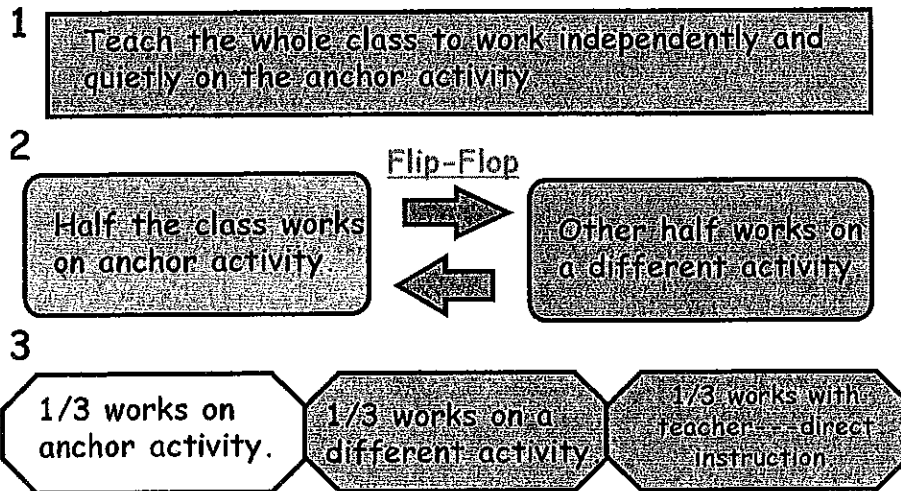 1
Teach the whole class to work independently and
quietly on the anchor activity
2
Flip-Flop
Half the class works
on anchor activity.
Other half works on
a different activity
3
1/3 works on
anchor activity.
1/3 works on a
different activity
1/3 works with
teacher---direct
instruction.